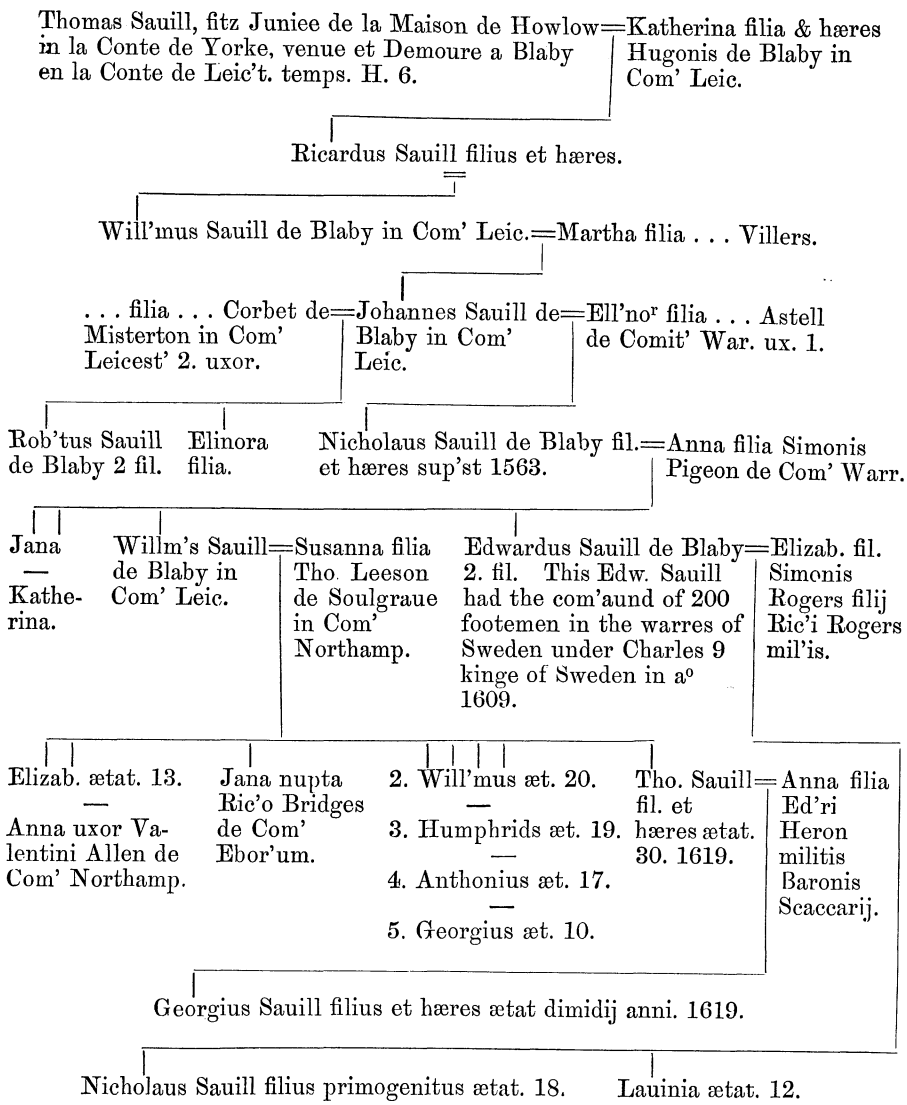 Thomas Sauill, fitz Juniee de la Maison de Howlow=Katherina filia & hæres
in la Conte de Yorke, venue et Demoure a Blaby
en la Conte de Leic't. temps. H. 6.
Hugonis de Blaby in
Com' Leic.
Ricardus Sauill filius et hæres.
=
Will'mus Sauill de Blaby in Com' Leic.=Martha filia . . . Villers.
. . . filia . . . Corbet de=
Misterton in Com'
Leicest' 2. uxor.
Johannes Sauill de=
Blaby in Com'
Leic.
Ell'noʳ filia . . . Astell
de Comit' War. ux. 1.
Rob'tus Sauill
de Blaby 2 fil.
Elinora
filia.
Nicholaus Sauill de Blaby fil.=
et hæres sup'st 1563.
Anna filia Simonis
Pigeon de Com' Warr.
Jana
—
Kathe-
rina.
Willm's Sauill=
de Blaby in
Com' Leic.
Susanna filia
Tho. Leeson
de Soulgraue
in Com'
Northamp.
Edwardus Sauill de Blaby=
2. fil. This Edw. Sauill
had the com'aund of 200
footemen in the warres of
Sweden under Charles 9
kinge of Sweden in aº
1609.
Elizab. fil.
Simonis
Rogers filij
Ric'i Rogers
mil'is.
Elizab. ætat. 13.
—
Anna uxor Va-
lentini Allen de
Com' Northamp.
Jana nupta
Ric'o Bridges
de Com'
Ebor'um.
2. Will'mus æt. 20.
—
3. Humphrids æt. 19.
—
4. Anthonius æt. 17.
—
5. Georgius æt. 10.
Tho. Sauill=
fil. et
hæres ætat.
30. 1619.
Anna filia
Ed'ri
Heron
militis
Baronis
Scaccarij.
Georgius Sauill filius et hæres ætat dimidij anni. 1619.
Nicholaus Sauill filius primogenitus ætat. 18.
Lauinia ætat. 12.